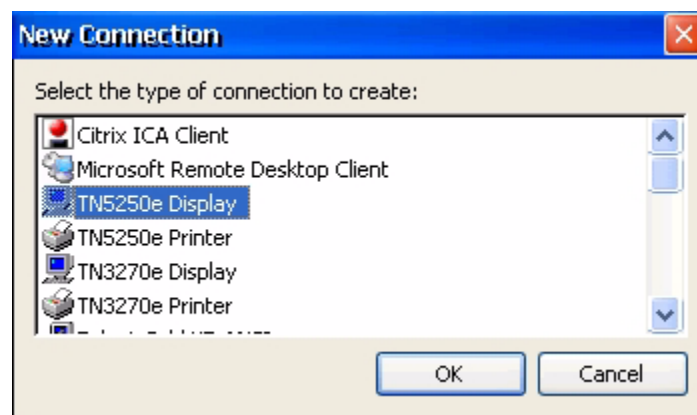 New Connection
Select the type of connection to create:
Citrix ICA Client
Microsoft Remote Desktop Client
TN5250e Display
TN5250e Printer
TN3270e Display
TN3270e Printer
OK Cancel